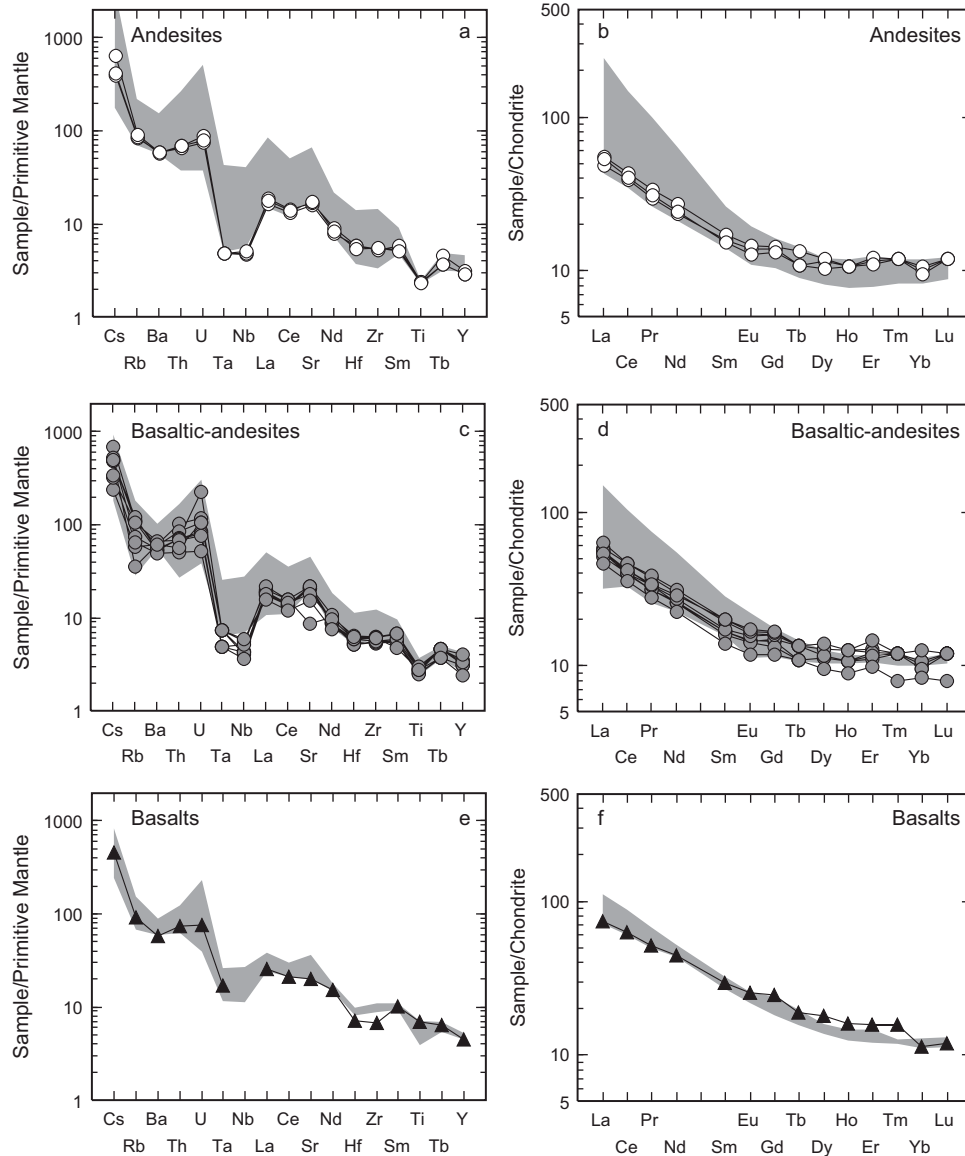 Andesites
a
Sample/Primitive Mantle
1000
100
10
1
Cs Ba U Nb Ce Nd Zr Ti Y
Rb Th Ta La Sr Hf Sm Tb
b
Andesites
Sample/Chondrite
500
100
10
5
La Pr Eu Tb Ho Tm Lu
Ce Nd Sm Gd Dy Er Yb
Basaltic-andesites
c
Sample/Primitive Mantle
1000
100
10
1
Cs Ba U Nb Ce Nd Zr Ti Y
Rb Th Ta La Sr Hf Sm Tb
d
Basaltic-andesites
Sample/Chondrite
500
100
10
5
La Pr Eu Tb Ho Tm Lu
Ce Nd Sm Gd Dy Er Yb
Basalts
e
Sample/Primitive Mantle
1000
100
10
1
Cs Ba U Nb Ce Nd Zr Ti Y
Rb Th Ta La Sr Hf Sm Tb
f
Basalts
Sample/Chondrite
500
100
10
5
La Pr Eu Tb Ho Tm Lu
Ce Nd Sm Gd Dy Er Yb